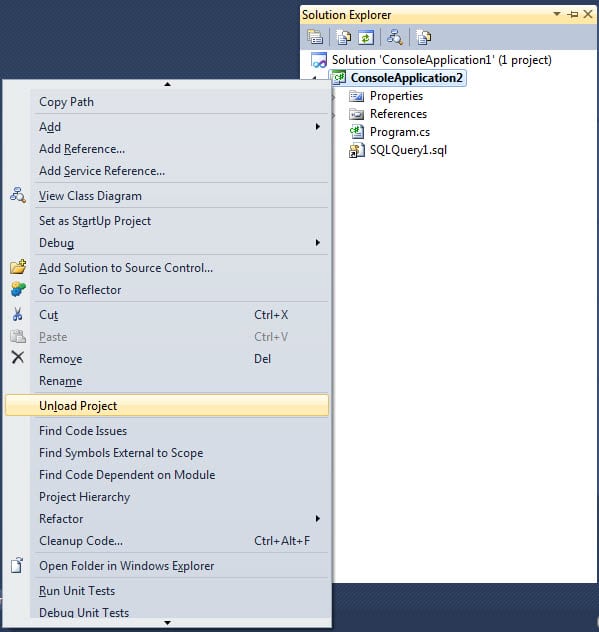 Solution Explorer
Solution 'ConsoleApplication1' (1 project)
ConsoleApplication2
Properties
References
Program.cs
SQLQuery1.sql
Copy Path
Add
Add Reference...
Add Service Reference...
View Class Diagram
Set as StartUp Project
Debug
Add Solution to Source Control...
Go To Reflector
Cut Ctrl+X
Paste Ctrl+V
Remove Del
Rename
Unload Project
Find Code Issues
Find Symbols External to Scope
Find Code Dependent on Module
Project Hierarchy
Refactor
Cleanup Code... Ctrl+Alt+F
Open Folder in Windows Explorer
Run Unit Tests
Debug Unit Tests